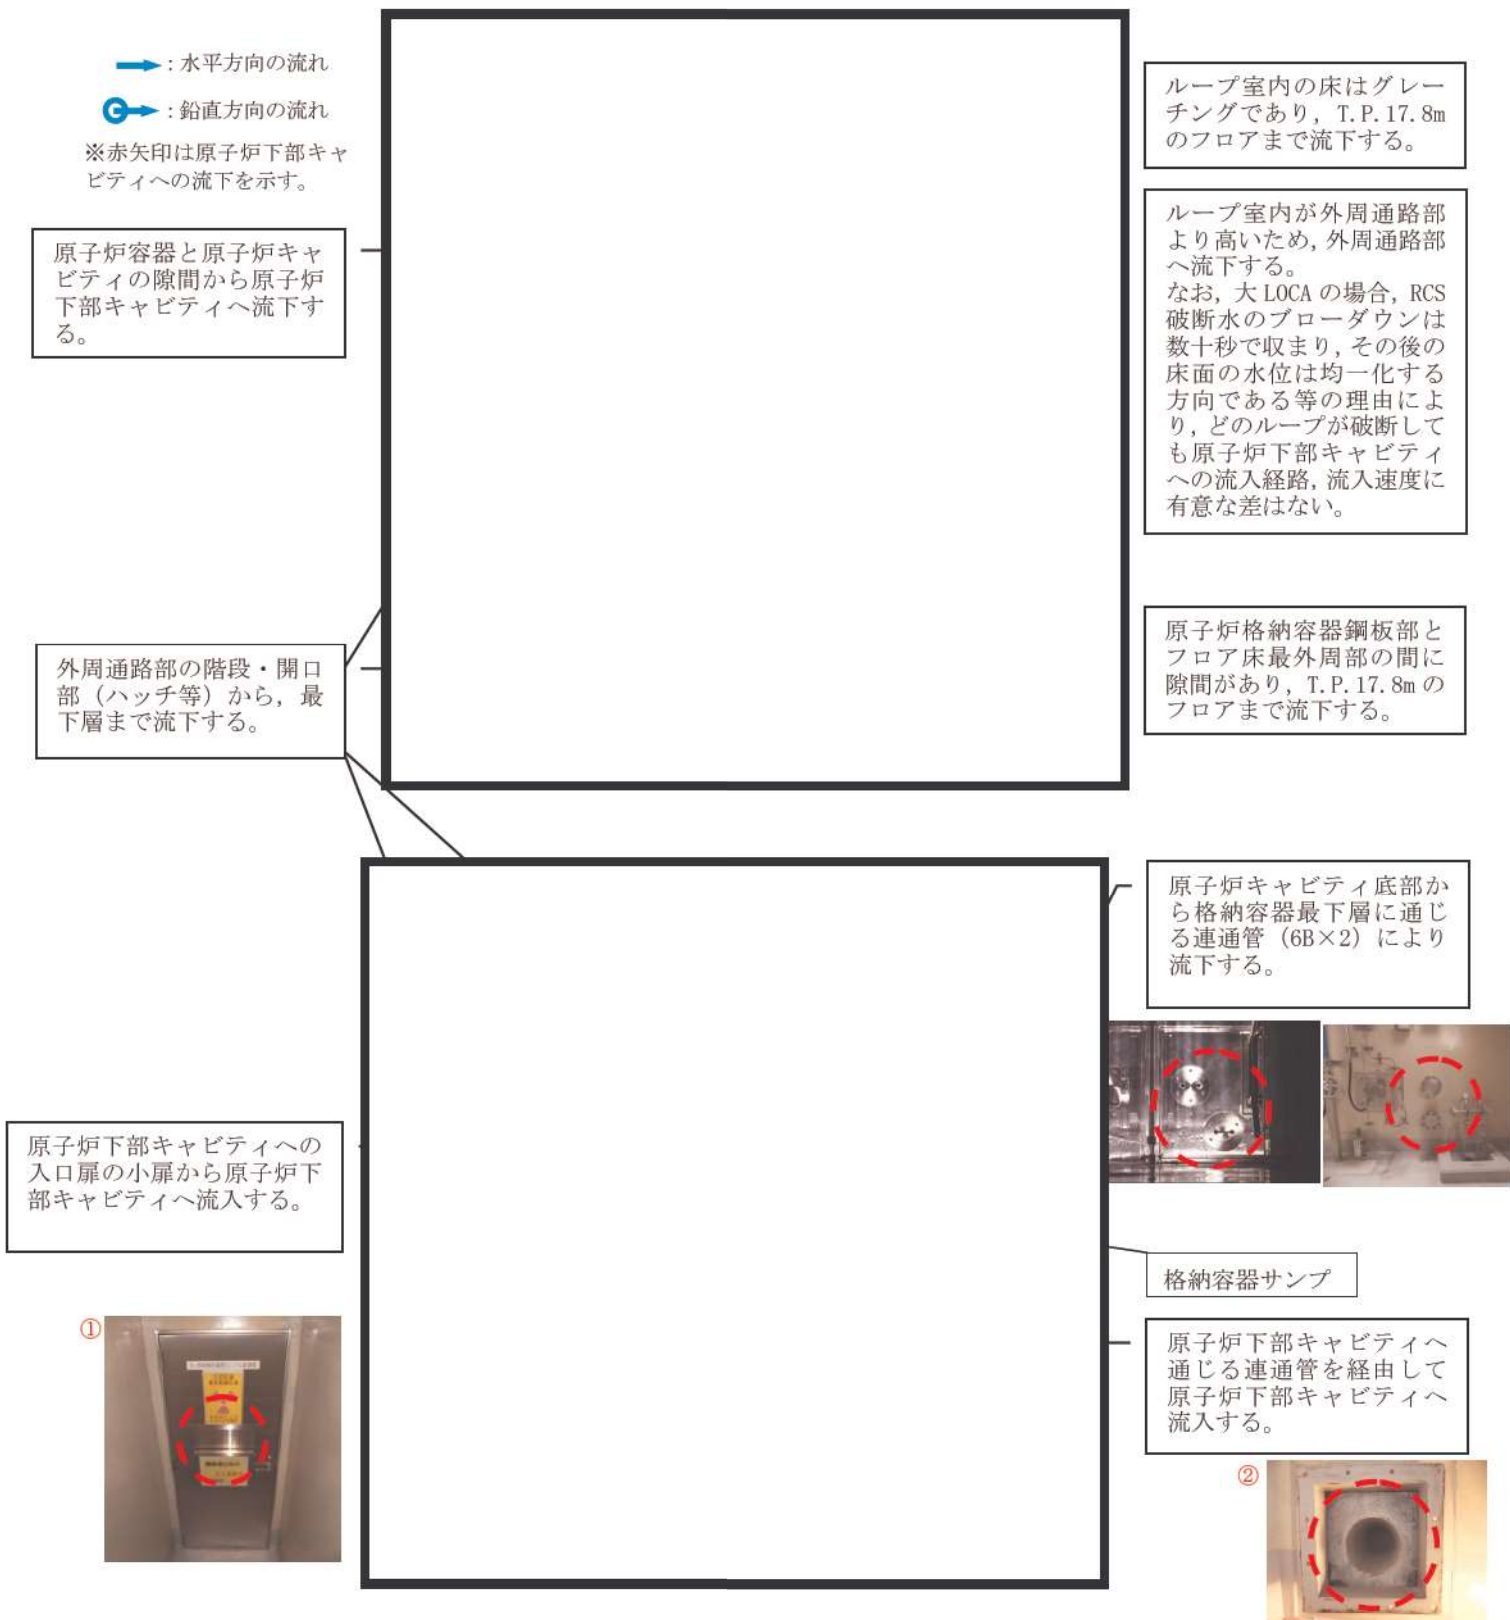 ：水平方向の流れ
：鉛直方向の流れ
※赤矢印は原子炉下部キャ
ビティへの流下を示す。
原子炉容器と原子炉キャ
ビティの隙間から原子炉
下部キャビティへ流下す
る。
外周通路部の階段・開口
部（ハッチ等）から，最
下層まで流下する。
原子炉下部キャビティへの
入口扉の小扉から原子炉下
部キャビティへ流入する。
①
ループ室内の床はグレー
チングであり，T.P.17.8m
のフロアまで流下する。
ループ室内が外周通路部
より高いため，外周通路部
へ流下する。
なお，大 LOCA の場合，RCS
破断水のブローダウンは
数十秒で収まり，その後の
床面の水位は均一化する
方向である等の理由によ
り，どのループが破断して
も原子炉下部キャビティ
への流入経路，流入速度に
有意な差はない。
原子炉格納容器鋼板部と
フロア床最外周部の間に
隙間があり，T.P.17.8m の
フロアまで流下する。
原子炉キャビティ底部か
ら格納容器最下層に通じ
る連通管（6B×2）により
流下する。
格納容器サンプ
原子炉下部キャビティへ
通じる連通管を経由して
原子炉下部キャビティへ
流入する。
②